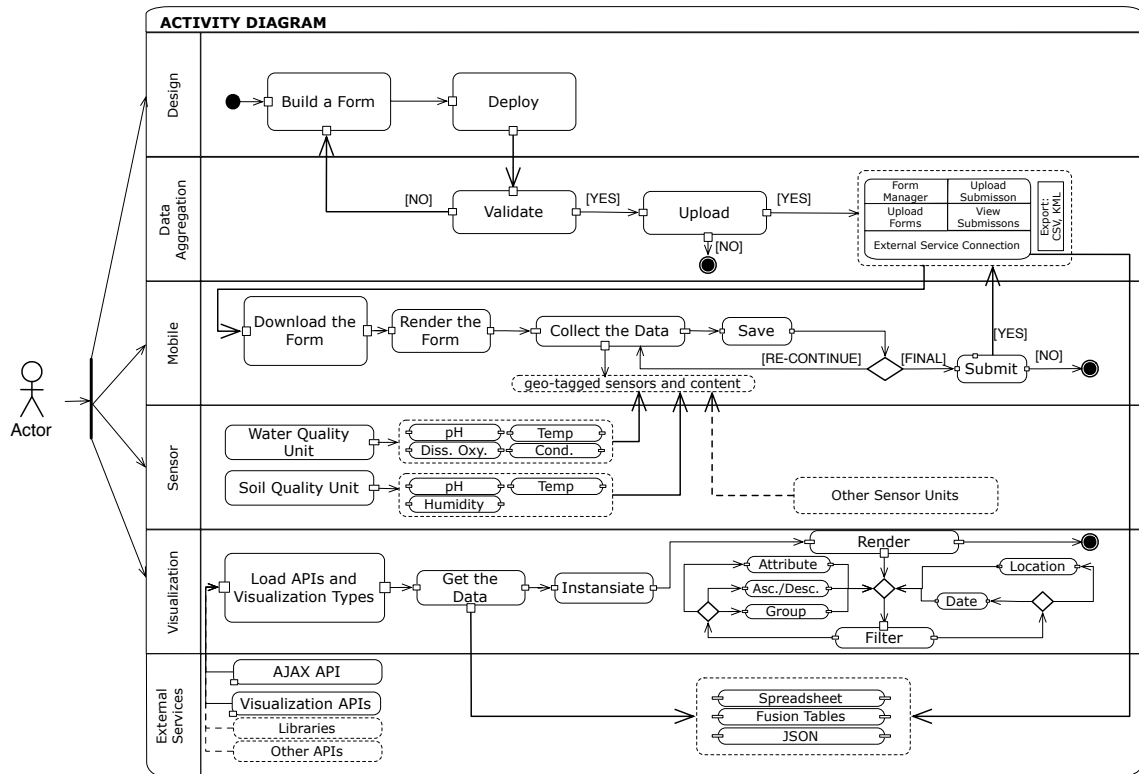 ACTIVITY DIAGRAM
Design
Build a Form
Deploy
Data
Aggregation
[NO]
Validate
[YES]
Upload
[YES]
[NO]
Form
Manager
Upload
Submisson
Upload
Forms
View
Submissons
External Service Connection
Export:
CSV, KML
Mobile
Download the
Form
Render the
Form
Collect the Data
Save
[RE-CONTINUE]
[FINAL]
Submit
[YES]
[NO]
geo-tagged sensors and content
Actor
Sensor
Water Quality
Unit
pH
Temp
Diss. Oxy.
Cond.
Soil Quality Unit
pH
Temp
Humidity
Other Sensor Units
Visualization
Load APIs and
Visualization Types
Get the
Data
Instansiate
Render
Attribute
Asc./Desc.
Group
Location
Date
Filter
External
Services
AJAX API
Visualization APIs
Libraries
Other APIs
Spreadsheet
Fusion Tables
JSON